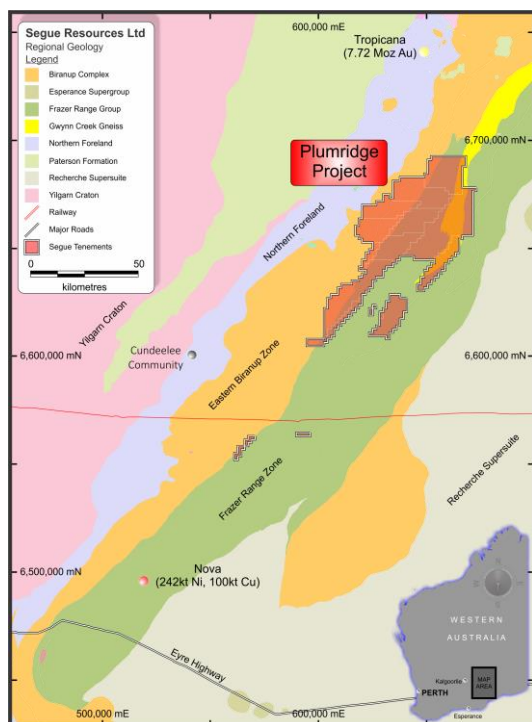 Segue Resources Ltd
Regional Geology
Legend
Biranup Complex
Esperance Supergroup
Frazer Range Group
Gwynn Creek Gneiss
Northern Foreland
Paterson Formation
Recherche Supersuite
Yilgarn Craton
Railway
Major Roads
Segue Tenements
0 50
kilometres
600,000 mE
Tropicana
(7.72 Moz Au)
6,700,000 mN
Plumridge
Project
Northern Foreland
Yilgarn Craton
Cundeelee
Community
6,600,000 mN
6,600,000 mN
Eastern Biranup Zone
Frazer Range Zone
Recherche Supersuite
6,500,000 mN
Nova
(242kt Ni, 100kt Cu)
Eyre Highway
500,000 mE
600,000 mE
WESTERN
AUSTRALIA
Kalgoorlie
MAP
AREA
PERTH
Esperance